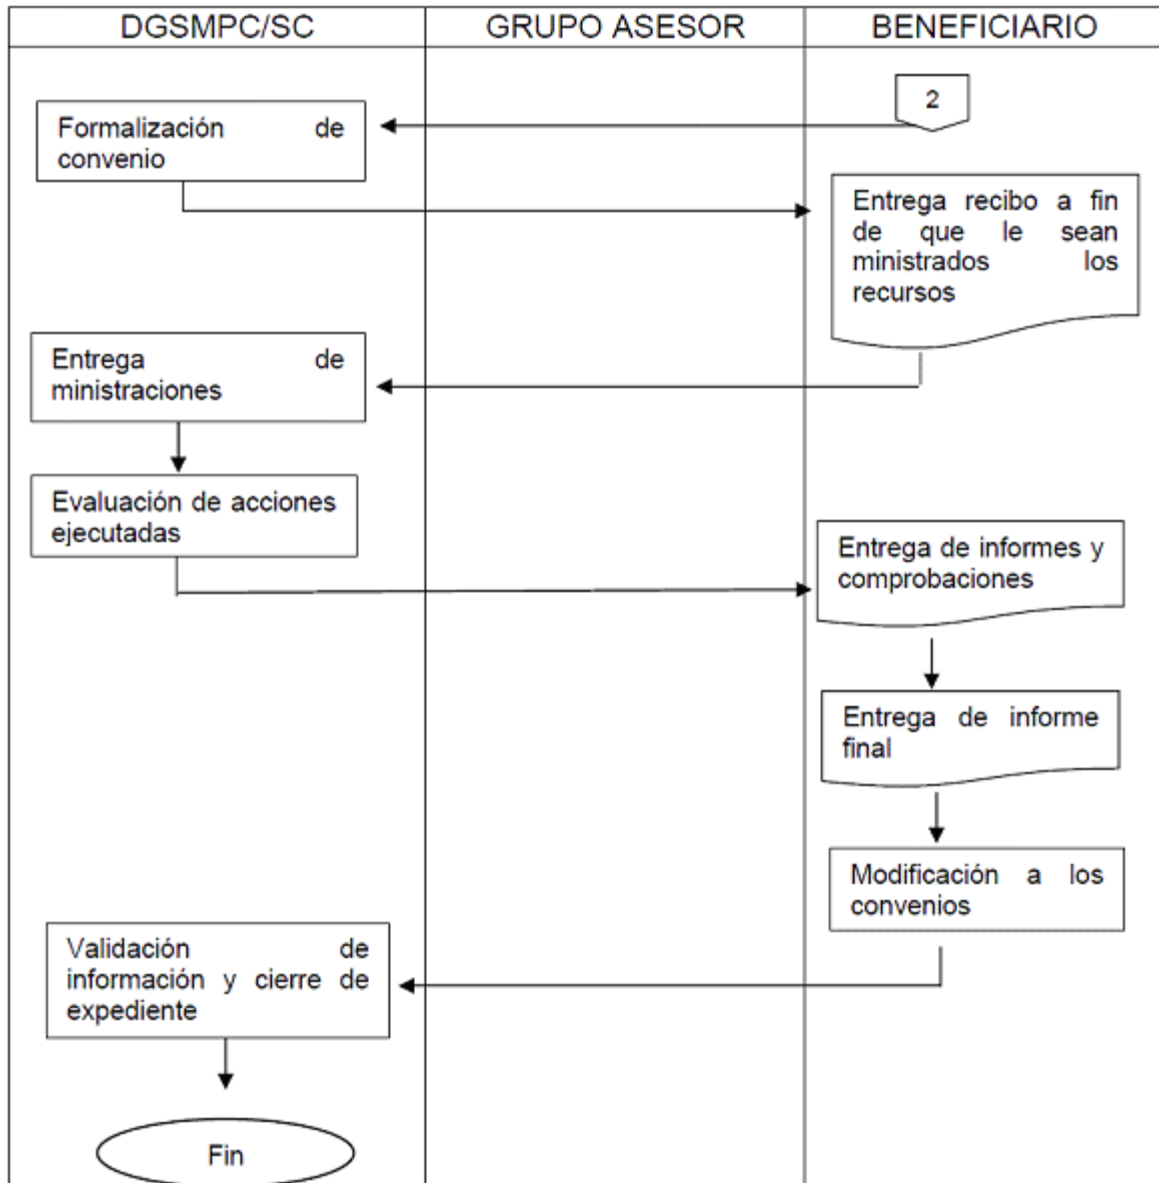 DGSMPC/SC
GRUPO ASESOR
BENEFICIARIO
2
Formalización de
convenio
Entrega recibo a fin
de que le sean
ministrados los
recursos
Entrega de
ministraciones
Evaluación de acciones
ejecutadas
Entrega de informes y
comprobaciones
Entrega de informe
final
Modificación a los
convenios
Validación de
información y cierre de
expediente
Fin